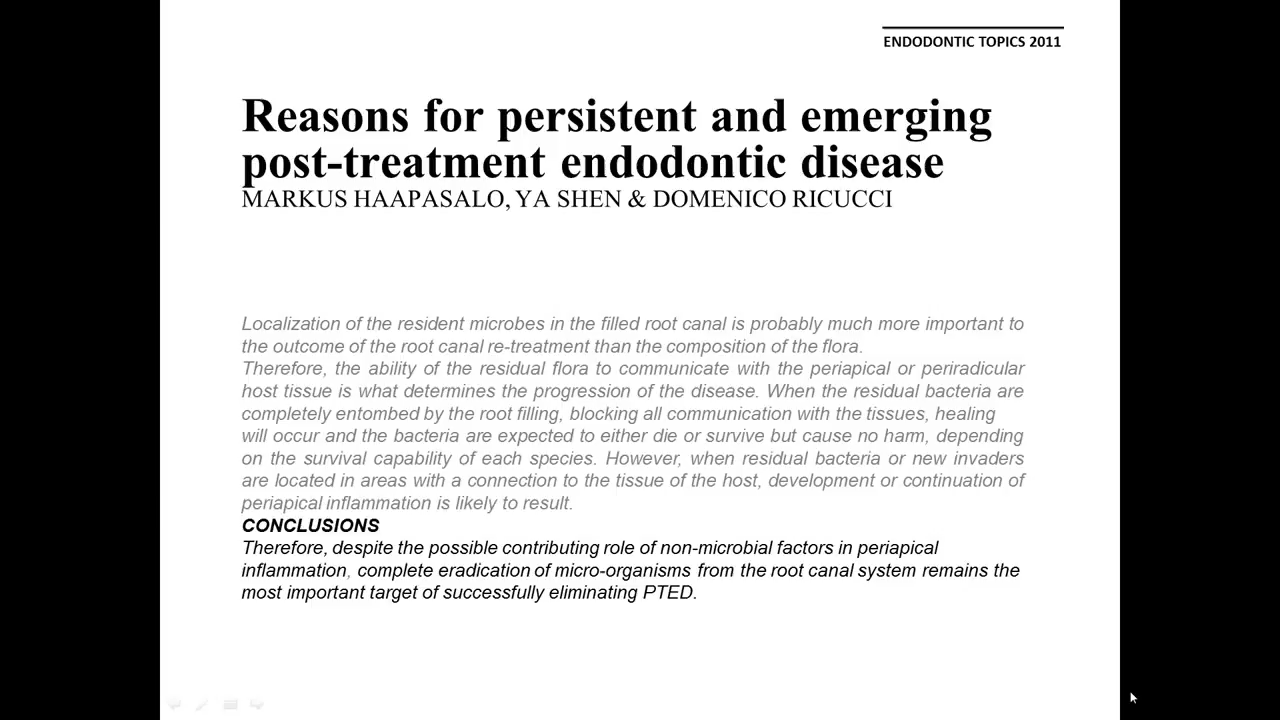 ENDODONTIC TOPICS 2011
Reasons for persistent and emerging
post-treatment endodontic disease
MARKUS HAAPASALO, YA SHEN & DOMENICO RICUCCI
Localization of the resident microbes in the filled root canal is probably much more important to
the outcome of the root canal re-treatment than the composition of the flora.
Therefore, the ability of the residual flora to communicate with the periapical or periradicular
host tissue is what determines the progression of the disease. When the residual bacteria are
completely entombed by the root filling, blocking all communication with the tissues, healing
will occur and the bacteria are expected to either die or survive but cause no harm, depending
on the survival capability of each species. However, when residual bacteria or new invaders
are located in areas with a connection to the tissue of the host, development or continuation of
periapical inflammation is likely to result.
CONCLUSIONS
Therefore, despite the possible contributing role of non-microbial factors in periapical
inflammation, complete eradication of micro-organisms from the root canal system remains the
most important target of successfully eliminating PTED.